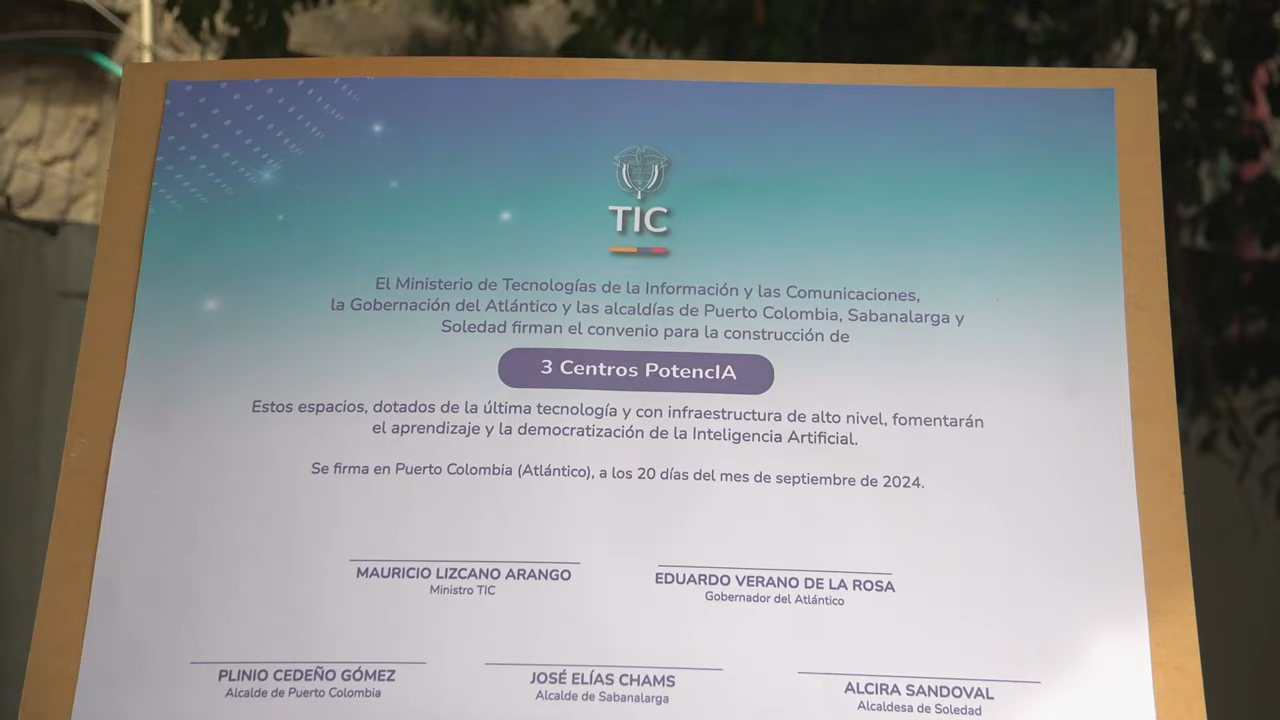 TIC
El Ministerio de Tecnologías de la Información y las Comunicaciones,
la Gobernación del Atlántico y las alcaldías de Puerto Colombia, Sabanalarga y
Soledad firman el convenio para la construcción de
3 Centros PotencIA
Estos espacios, dotados de la última tecnología y con infraestructura de alto nivel, fomentarán
el aprendizaje y la democratización de la Inteligencia Artificial.
Se firma en Puerto Colombia (Atlántico), a los 20 días del mes de septiembre de 2024.
MAURICIO LIZCANO ARANGO
Ministro TIC
EDUARDO VERANO DE LA ROSA
Gobernador del Atlántico
PLINIO CEDEÑO GÓMEZ
Alcalde de Puerto Colombia
JOSÉ ELÍAS CHAMS
Alcalde de Sabanalarga
ALCIRA SANDOVAL
Alcaldesa de Soledad